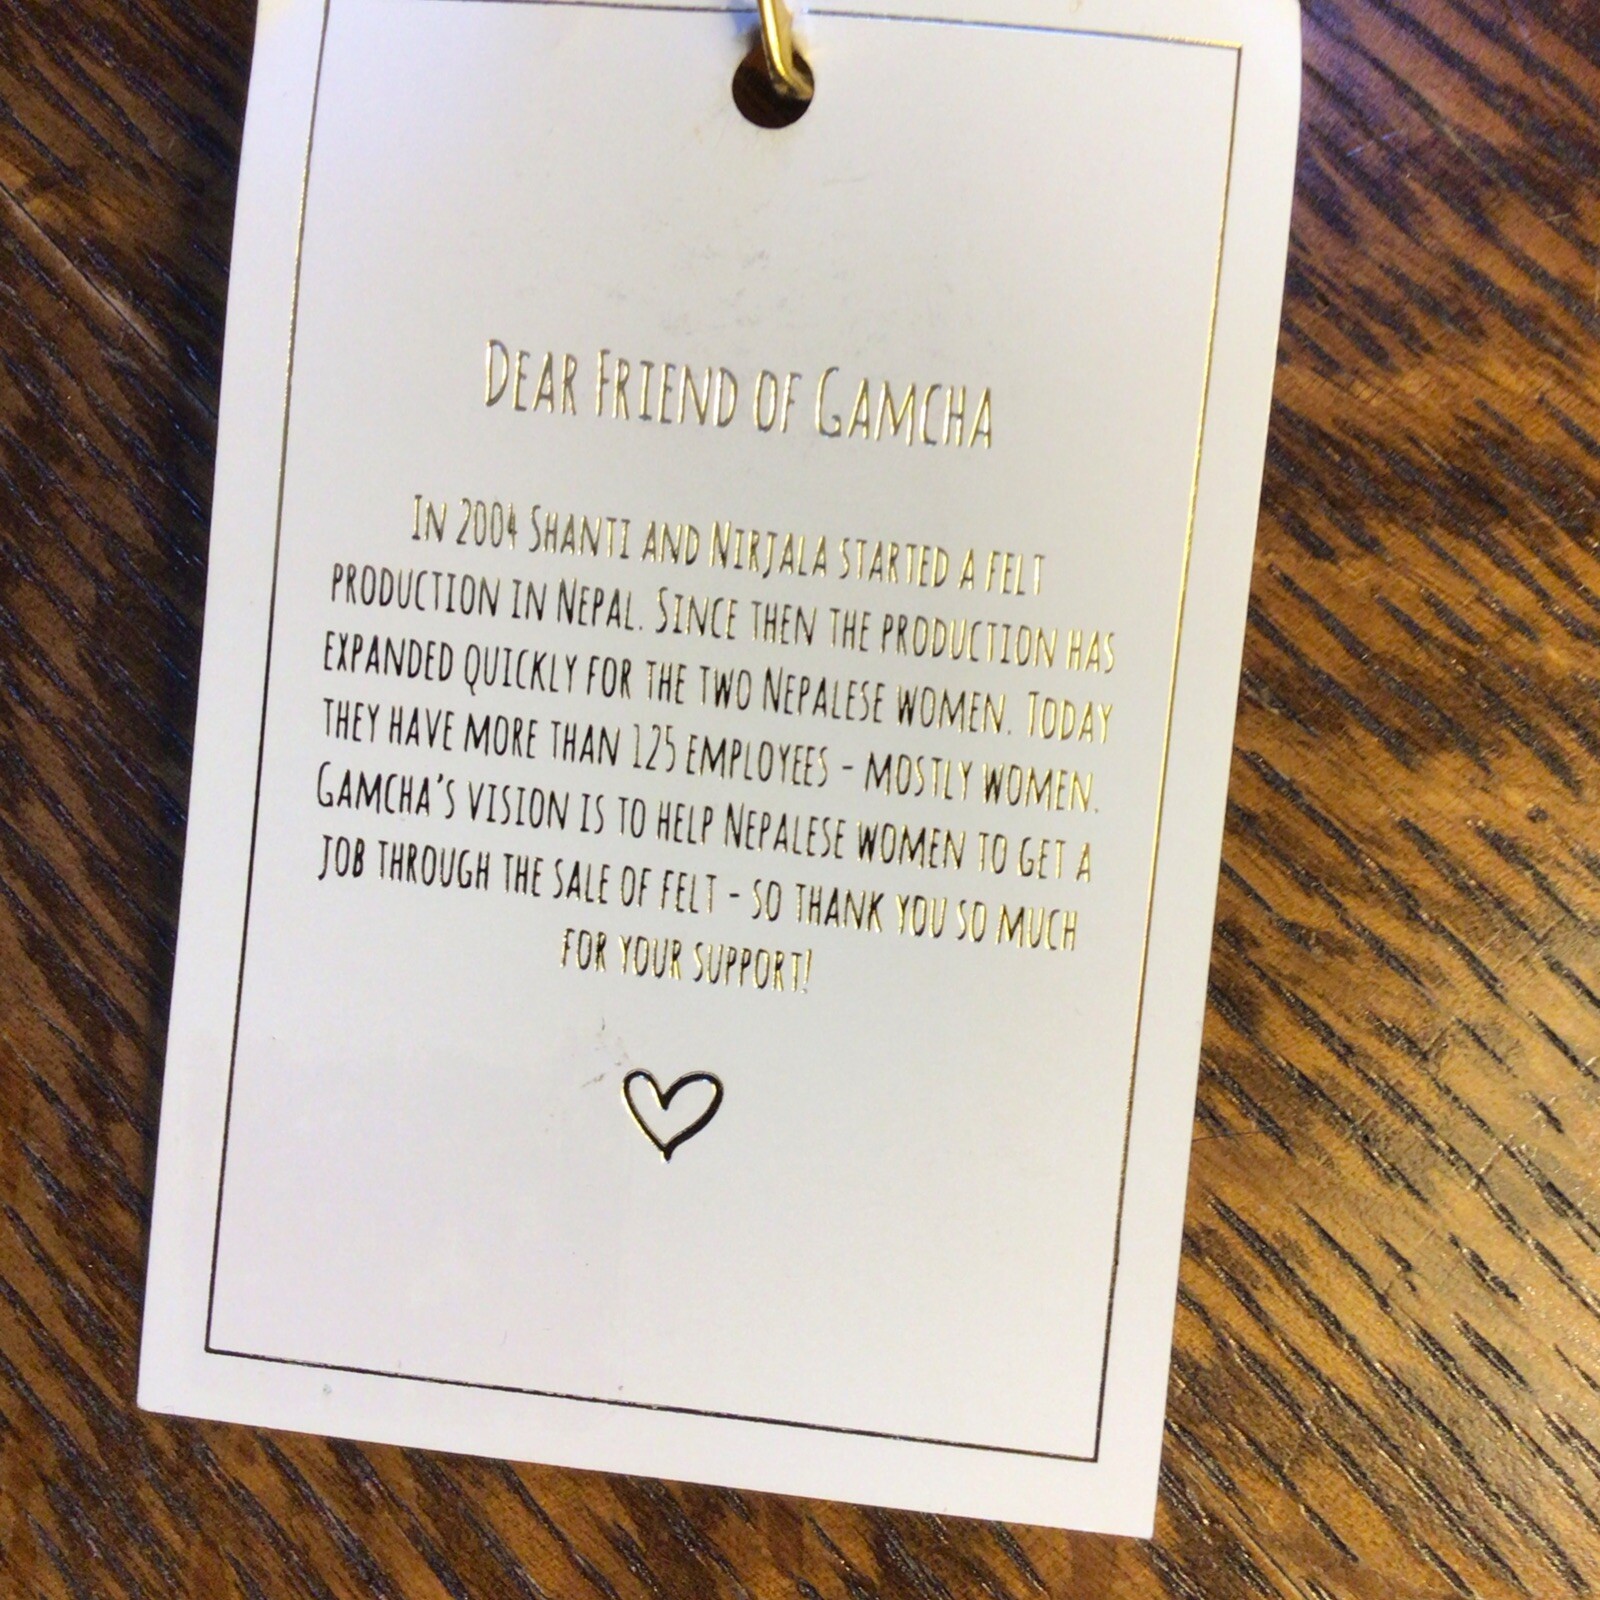 Dear Friend of Gamcha
In 2004 Shanti and Nirjala started a felt
production in Nepal. Since then the production has
expanded quickly for the two Nepalese women. Today
they have more than 125 employees - mostly women.
Gamcha's vision is to help Nepalese women to get a
job through the sale of felt - so thank you so much
for your support!